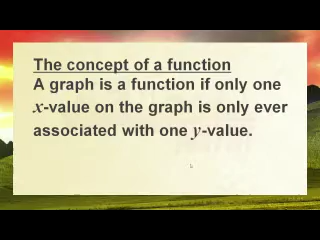 The concept of a function
A graph is a function if only one
x-value on the graph is only ever
associated with one y-value.